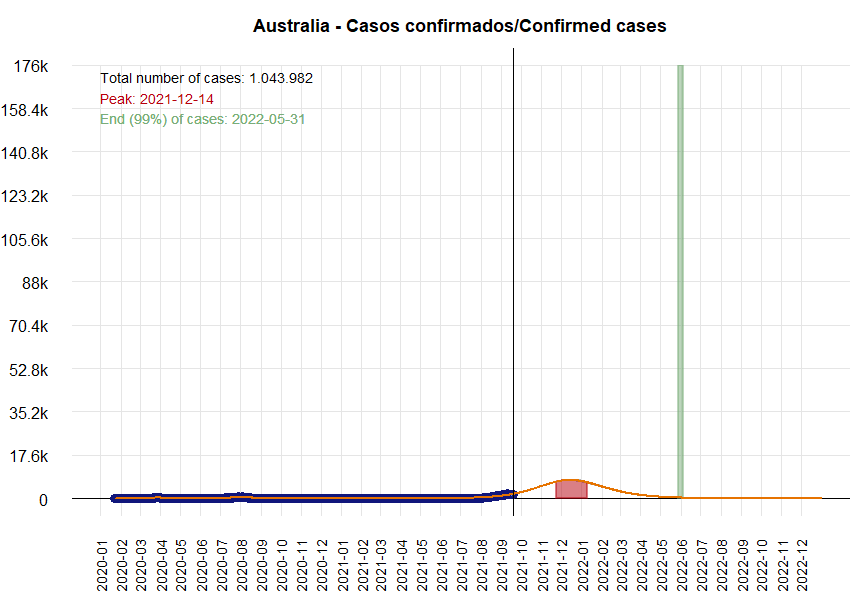 Australia - Casos confirmados/Confirmed cases
176k
Total number of cases: 1.043.982
Peak: 2021-12-14
158.4k
End (99%) of cases: 2022-05-31
140.8k
123.2k
105.6k
88k
70.4k
52.8k
35.2k
17.6k
0
2020-01
2020-02
2020-03
2020-04
2020-05
2020-06
2020-07
2020-08
2020-09
2020-10
2020-11
2020-12
2021-01
2021-02
2021-03
2021-04
2021-05
2021-06
2021-07
2021-08
2021-09
2021-10
2021-11
2021-12
2022-01
2022-02
2022-03
2022-04
2022-05
2022-06
2022-07
2022-08
2022-09
2022-10
2022-11
2022-12